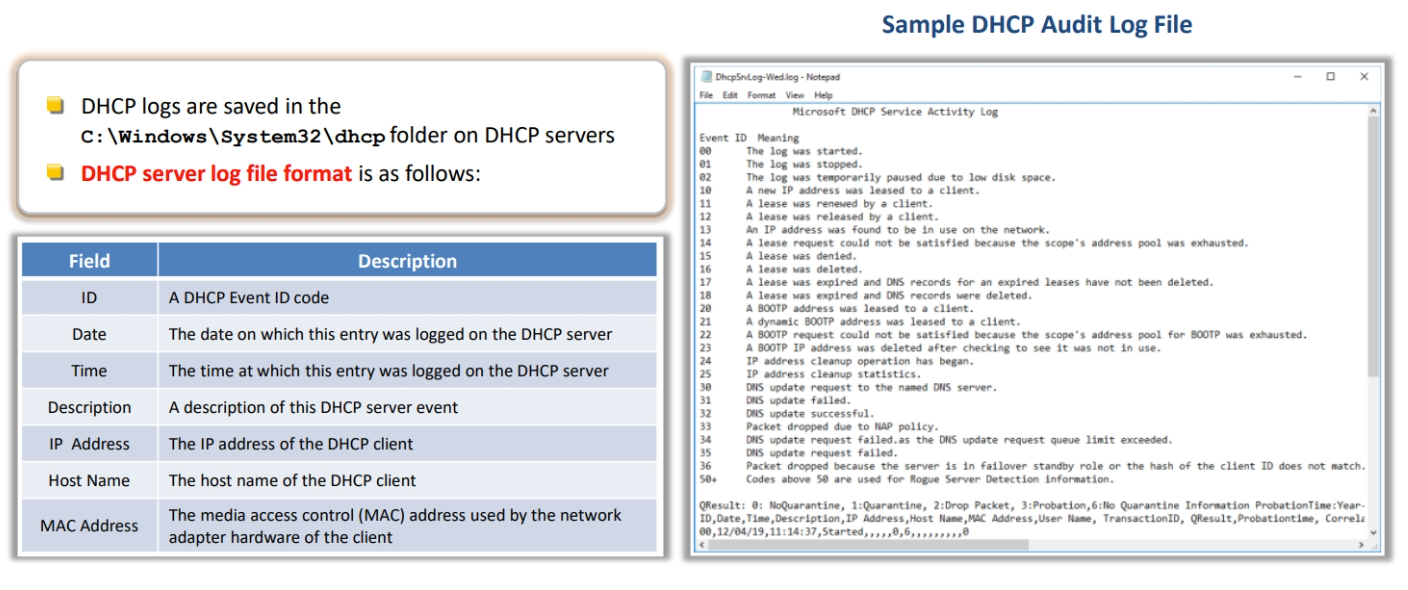 Sample DHCP Audit Log File
DHCP logs are saved in the
C:\Windows\System32\dhcp folder on DHCP servers
DHCP server log file format is as follows:
Field Description
ID A DHCP Event ID code
Date The date on which this entry was logged on the DHCP server
Time The time at which this entry was logged on the DHCP server
Description A description of this DHCP server event
IP Address The IP address of the DHCP client
Host Name The host name of the DHCP client
MAC Address The media access control (MAC) address used by the network
adapter hardware of the client
DhcpSrvLog-Wed.log - Notepad
File Edit Format View Help
Microsoft DHCP Service Activity Log
Event ID Meaning
00 The log was started.
01 The log was stopped.
02 The log was temporarily paused due to low disk space.
10 A new IP address was leased to a client.
11 A lease was renewed by a client.
12 A lease was released by a client.
13 An IP address was found to be in use on the network.
14 A lease request could not be satisfied because the scope's address pool was exhausted.
15 A lease was denied.
16 A lease was deleted.
17 A lease was expired and DNS records for an expired leases have not been deleted.
18 A lease was expired and DNS records were deleted.
20 A BOOTP address was leased to a client.
21 A dynamic BOOTP address was leased to a client.
22 A BOOTP request could not be satisfied because the scope's address pool for BOOTP was exhausted.
23 A BOOTP IP address was deleted after checking to see it was not in use.
24 IP address cleanup operation has began.
25 IP address cleanup statistics.
30 DNS update request to the named DNS server.
31 DNS update failed.
32 DNS update successful.
33 Packet dropped due to NAP policy.
34 DNS update request failed.as the DNS update request queue limit exceeded.
35 DNS update request failed.
36 Packet dropped because the server is in failover standby role or the hash of the client ID does not match.
50+ Codes above 50 are used for Rogue Server Detection information.
QResult: 0: NoQuarantine, 1:Quarantine, 2:Drop Packet, 3:Probation,6:No Quarantine Information ProbationTime:Year-
ID,Date,Time,Description,IP Address,Host Name,MAC Address,User Name, TransactionID, QResult,Probationtime, Correla
00,12/04/19,11:14:37,Started,,,,,0,6,,,,,,,,,0